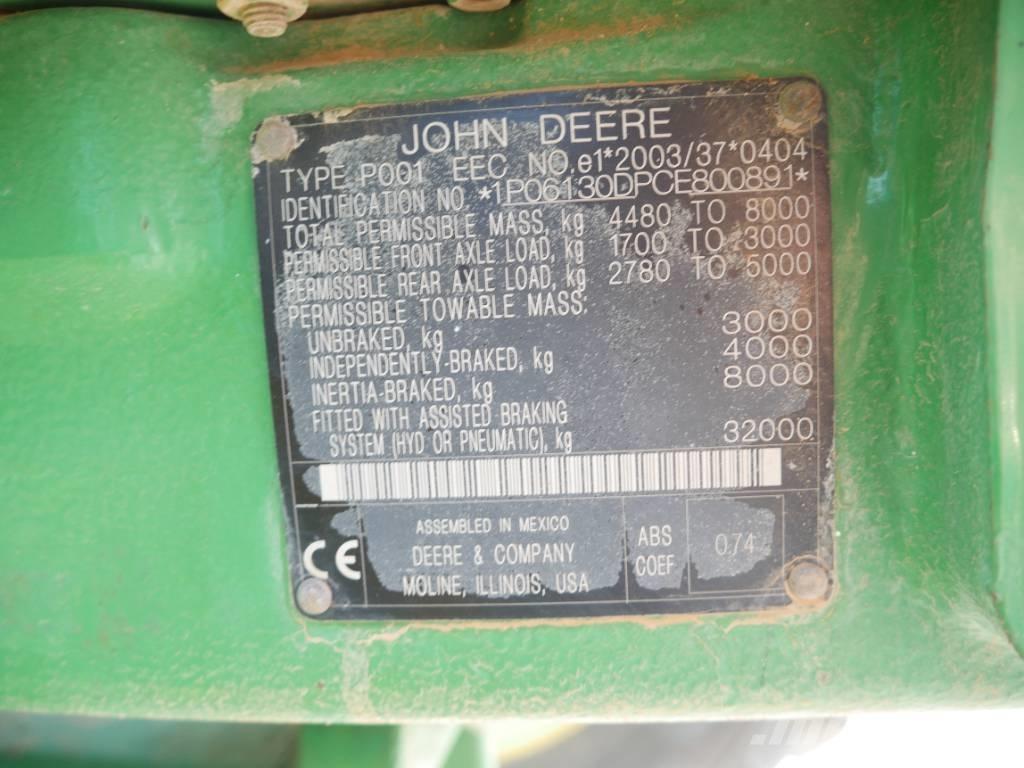 JOHN DEERE
TYPE P001 EEC NO. e1*2003/37*0404
IDENTIFICATION NO *1P06130DPCE800891*
TOTAL PERMISSIBLE MASS, kg 4480 TO 8000
PERMISSIBLE FRONT AXLE LOAD, kg 1700 TO 3000
PERMISSIBLE REAR AXLE LOAD, kg 2780 TO 5000
PERMISSIBLE TOWABLE MASS:
UNBRAKED, kg 3000
INDEPENDENTLY-BRAKED, kg 4000
INERTIA-BRAKED, kg 8000
FITTED WITH ASSISTED BRAKING
SYSTEM (HYD OR PNEUMATIC), kg 32000
CE
ASSEMBLED IN MEXICO
DEERE & COMPANY
MOLINE, ILLINOIS, USA
ABS
COEF
0.74